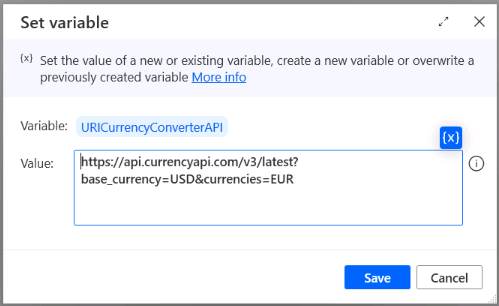 Set variable
{x} Set the value of a new or existing variable, create a new variable or overwrite a
previously created variable More info
Variable: URICurrencyConverterAPI
{x}
Value: https://api.currencyapi.com/v3/latest?
base_currency=USD&currencies=EUR
Save Cancel